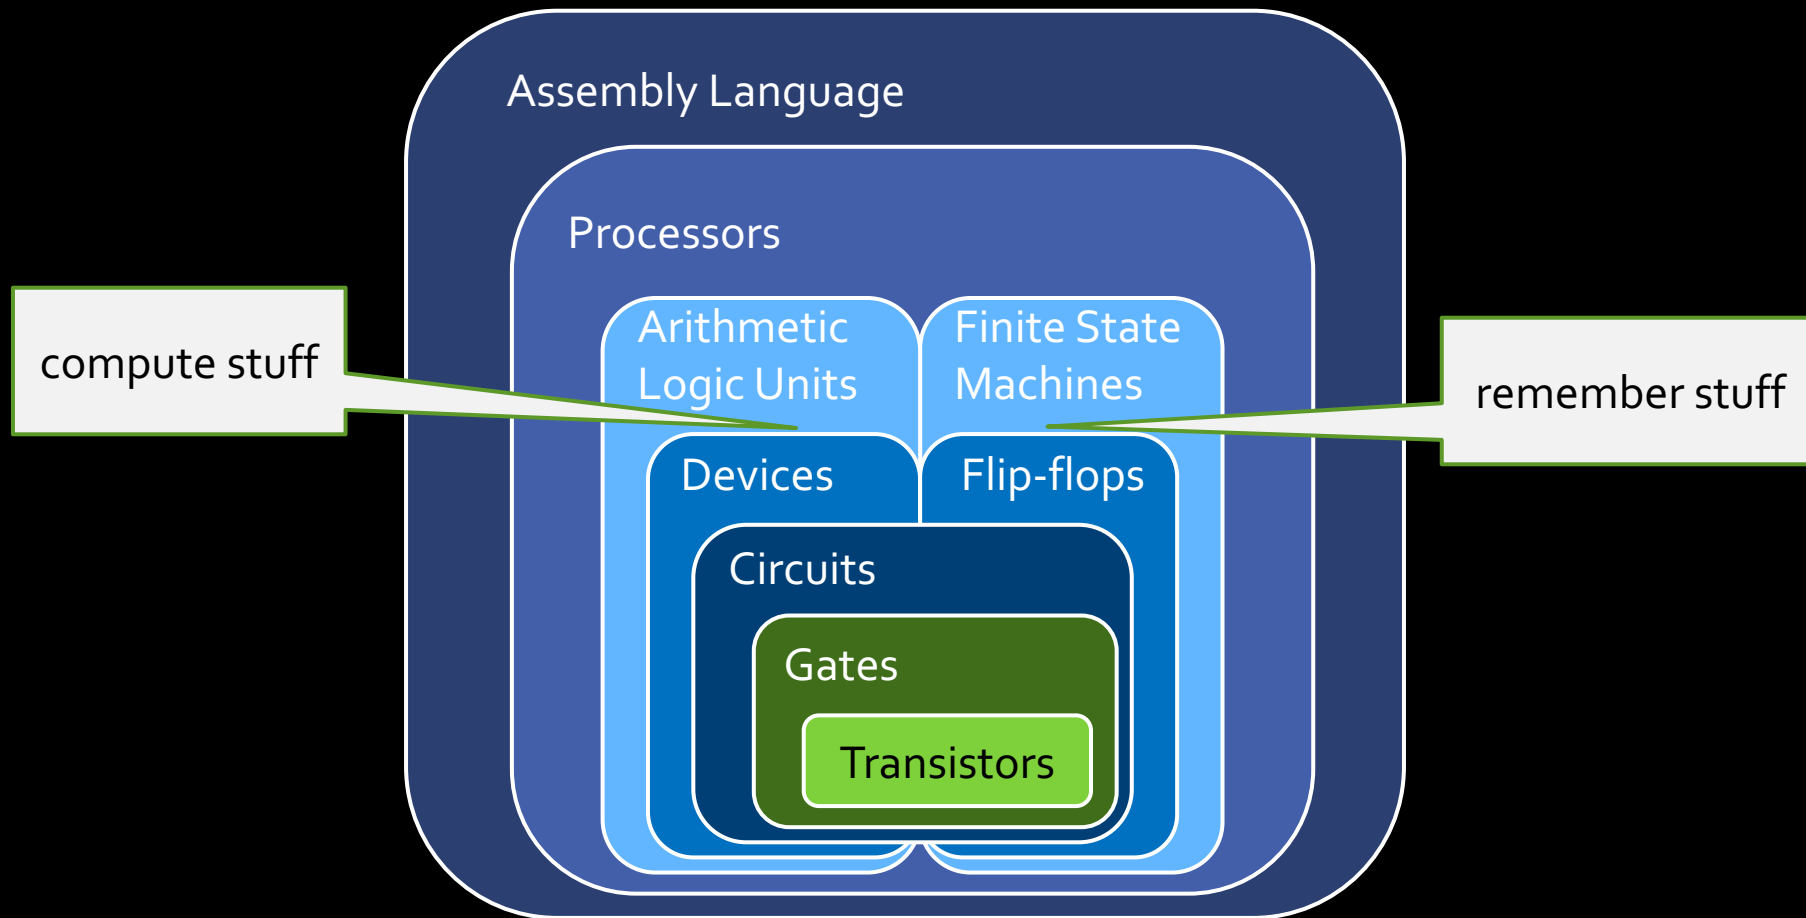 Assembly Language
Processors
compute stuff
Arithmetic
Logic Units
Finite State
Machines
remember stuff
Devices
Flip-flops
Circuits
Gates
Transistors